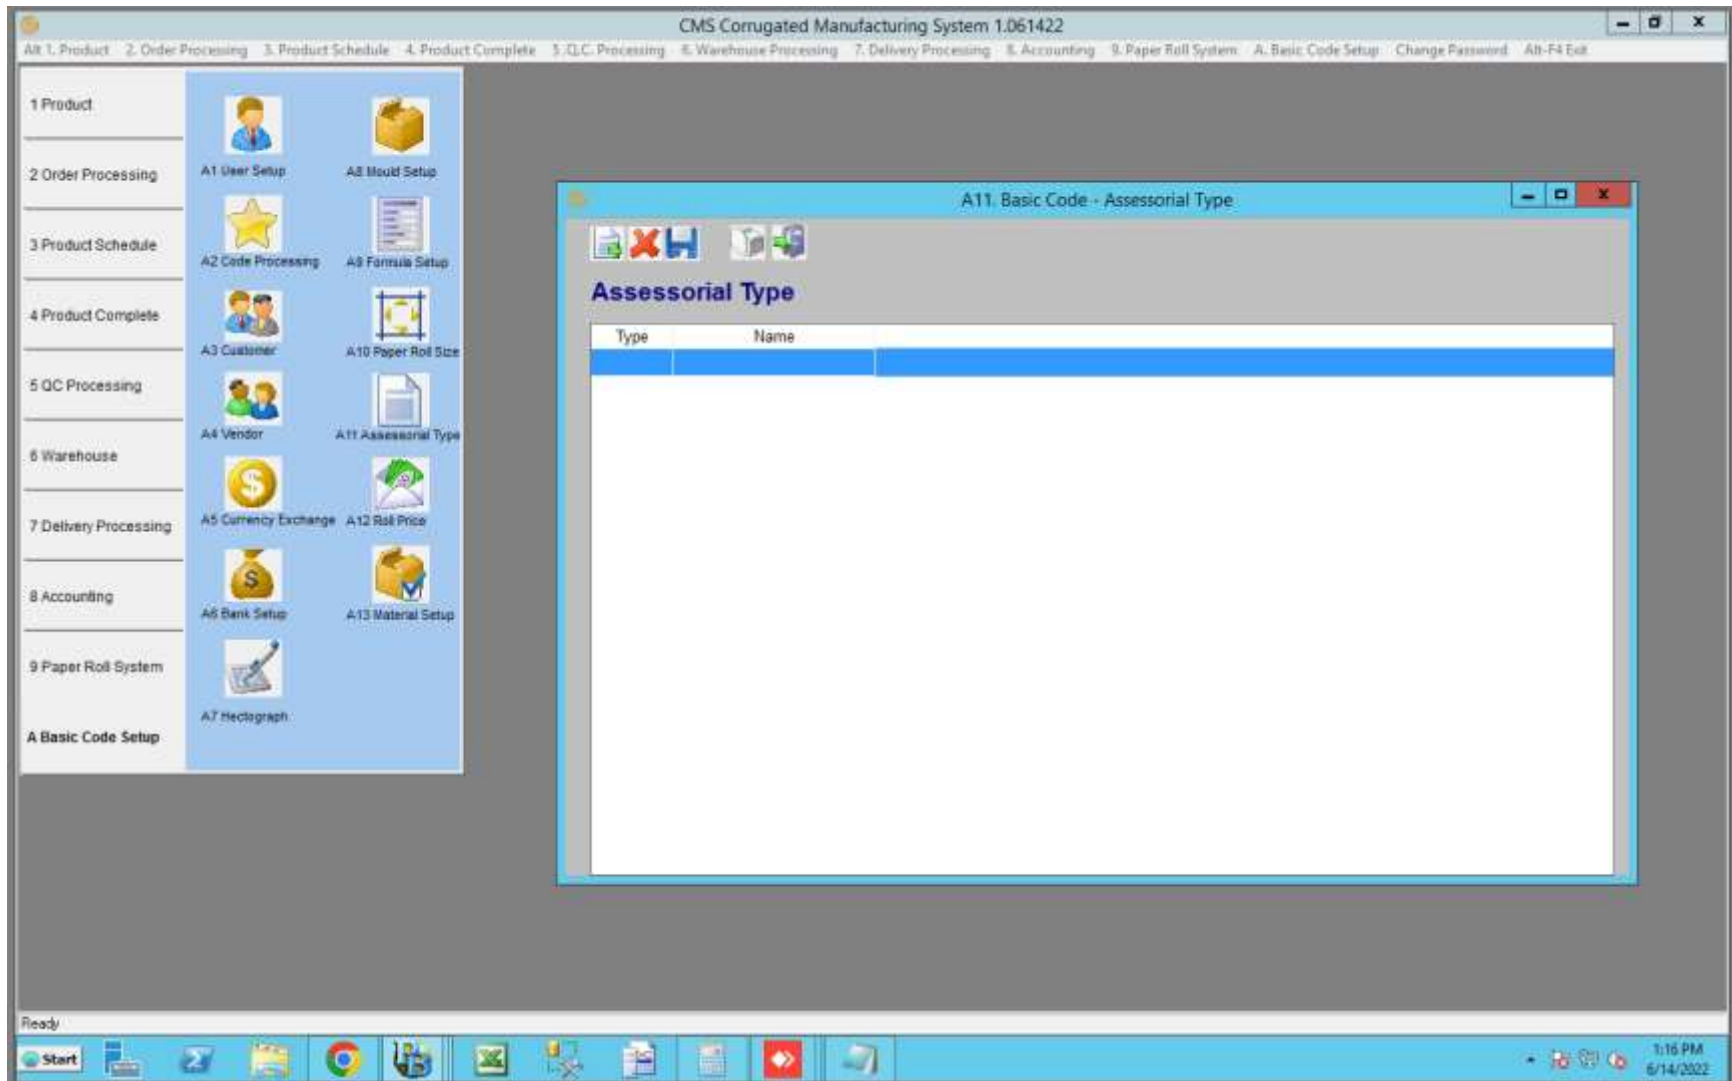 CMS Corrugated Manufacturing System 1.061422
Alt 1. Product 2. Order Processing 3. Product Schedule 4. Product Complete 5. Q.C. Processing 6. Warehouse Processing 7. Delivery Processing 8. Accounting 9. Paper Roll System A. Basic Code Setup Change Password Alt-F4 Exit
1 Product
2 Order Processing
3 Product Schedule
4 Product Complete
5 QC Processing
6 Warehouse
7 Delivery Processing
8 Accounting
9 Paper Roll System
A Basic Code Setup
A1 User Setup A8 Mould Setup
A2 Code Processing A9 Formula Setup
A3 Customer A10 Paper Roll Size
A4 Vendor A11 Assessorial Type
A5 Currency Exchange A12 Roll Price
A6 Bank Setup A13 Material Setup
A7 Hectograph
A11. Basic Code - Assessorial Type
Assessorial Type
Type Name
Ready
Start
1:16 PM
6/14/2022